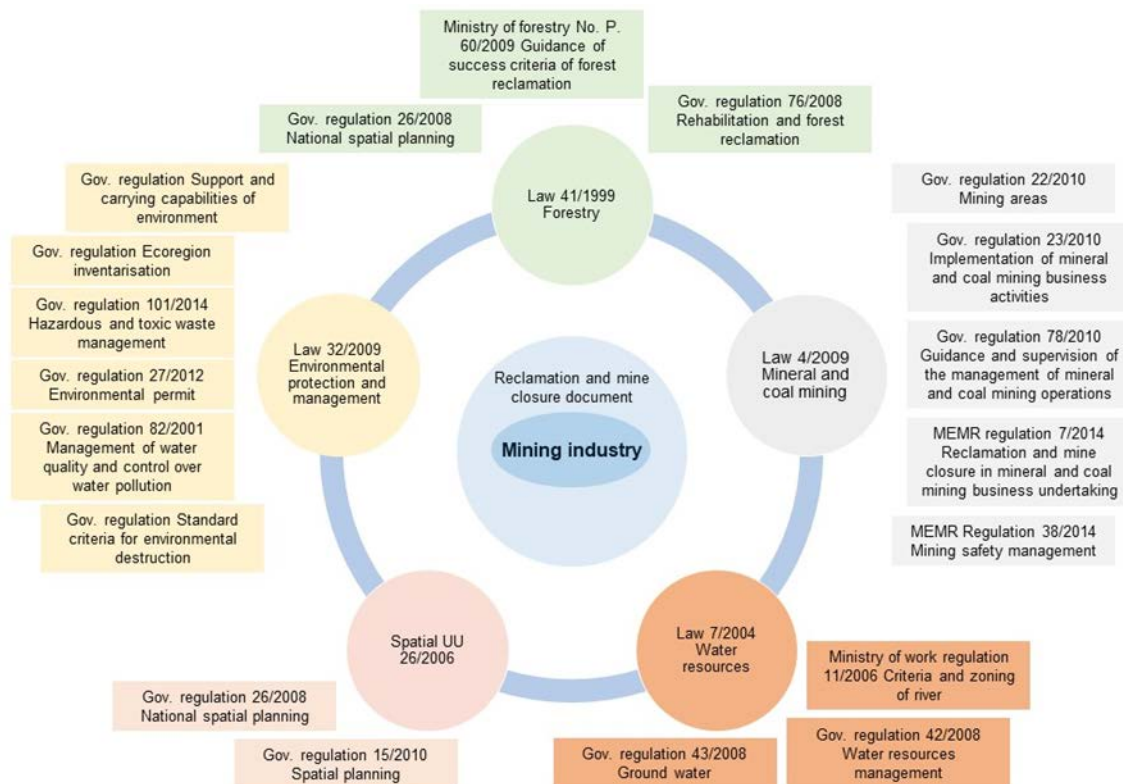 Ministry of forestry No. P.
60/2009 Guidance of
success criteria of forest
reclamation
Gov. regulation 26/2008
National spatial planning
Gov. regulation 76/2008
Rehabilitation and forest
reclamation
Law 41/1999
Forestry
Gov. regulation Support and
carrying capabilities of
environment
Gov. regulation Ecoregion
inventarisation
Gov. regulation 101/2014
Hazardous and toxic waste
management
Gov. regulation 27/2012
Environmental permit
Gov. regulation 82/2001
Management of water
quality and control over
water pollution
Gov. regulation Standard
criteria for environmental
destruction
Law 32/2009
Environmental
protection and
management
Reclamation and mine
closure document
Mining industry
Law 4/2009
Mineral and
coal mining
Gov. regulation 22/2010
Mining areas
Gov. regulation 23/2010
Implementation of mineral
and coal mining business
activities
Gov. regulation 78/2010
Guidance and supervision of
the management of mineral
and coal mining operations
MEMR regulation 7/2014
Reclamation and mine
closure in mineral and coal
mining business undertaking
MEMR Regulation 38/2014
Mining safety management
Spatial UU
26/2006
Gov. regulation 26/2008
National spatial planning
Gov. regulation 15/2010
Spatial planning
Law 7/2004
Water
resources
Ministry of work regulation
11/2006 Criteria and zoning
of river
Gov. regulation 42/2008
Water resources
management
Gov. regulation 43/2008
Ground water